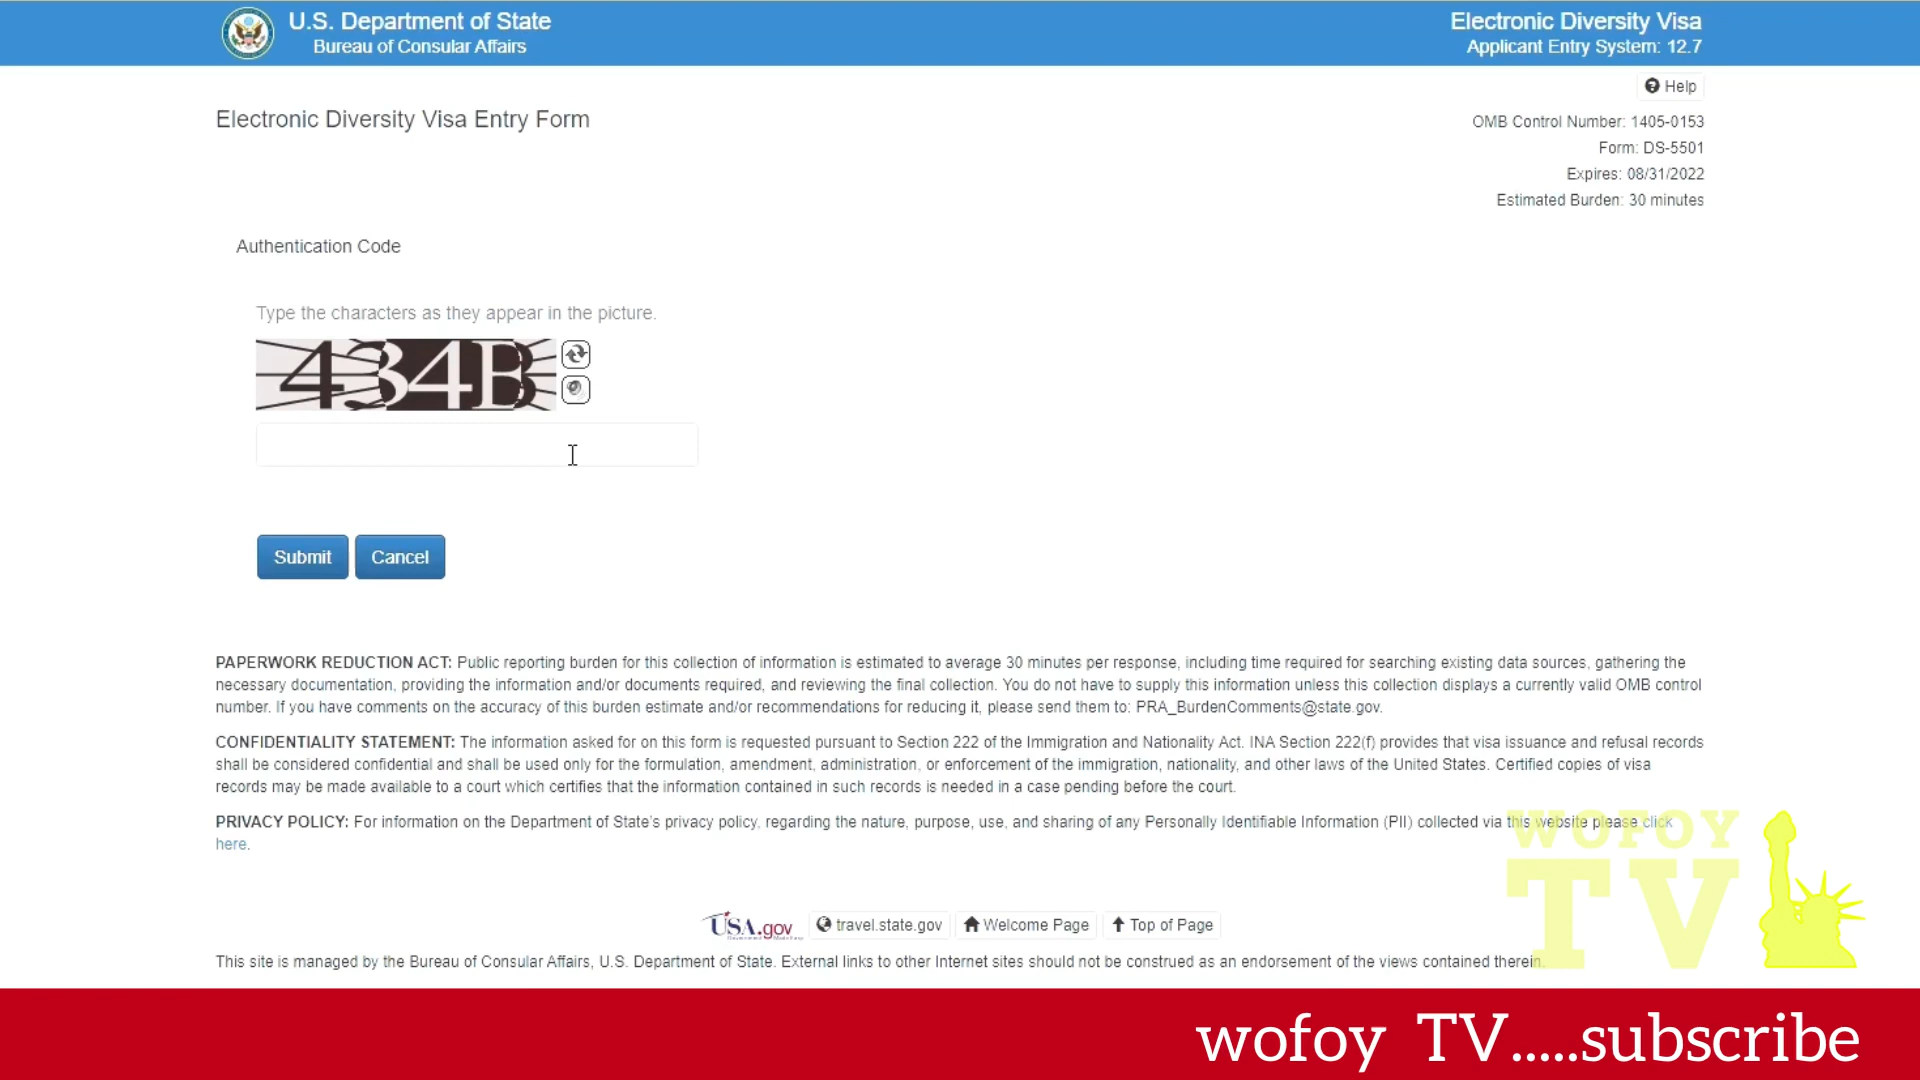 U.S. Department of State
Bureau of Consular Affairs
Electronic Diversity Visa
Applicant Entry System: 12.7
Help
Electronic Diversity Visa Entry Form
OMB Control Number: 1405-0153
Form: DS-5501
Expires: 08/31/2022
Estimated Burden: 30 minutes
Authentication Code
Type the characters as they appear in the picture.
434B
Submit
Cancel
PAPERWORK REDUCTION ACT: Public reporting burden for this collection of information is estimated to average 30 minutes per response, including time required for searching existing data sources, gathering the
necessary documentation, providing the information and/or documents required, and reviewing the final collection. You do not have to supply this information unless this collection displays a currently valid OMB control
number. If you have comments on the accuracy of this burden estimate and/or recommendations for reducing it, please send them to: PRA_BurdenComments@state.gov.
CONFIDENTIALITY STATEMENT: The information asked for on this form is requested pursuant to Section 222 of the Immigration and Nationality Act. INA Section 222(f) provides that visa issuance and refusal records
shall be considered confidential and shall be used only for the formulation, amendment, administration, or enforcement of the immigration, nationality, and other laws of the United States. Certified copies of visa
records may be made available to a court which certifies that the information contained in such records is needed in a case pending before the court.
PRIVACY POLICY: For information on the Department of State's privacy policy, regarding the nature, purpose, use, and sharing of any Personally Identifiable Information (PII) collected via this website please click
here.
WOFOY
TV
USA.gov
travel.state.gov
Welcome Page
Top of Page
This site is managed by the Bureau of Consular Affairs, U.S. Department of State. External links to other Internet sites should not be construed as an endorsement of the views contained therein.
wofoy TV.....subscribe